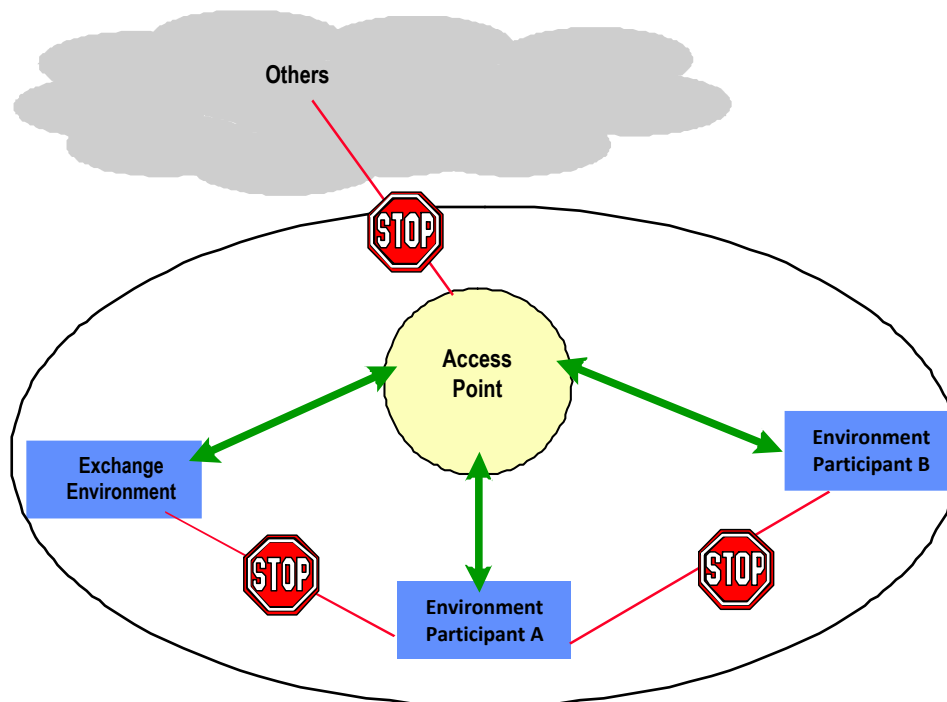 Others
STOP
Access
Point
Environment
Participant B
Exchange
Environment
STOP
STOP
Environment
Participant A